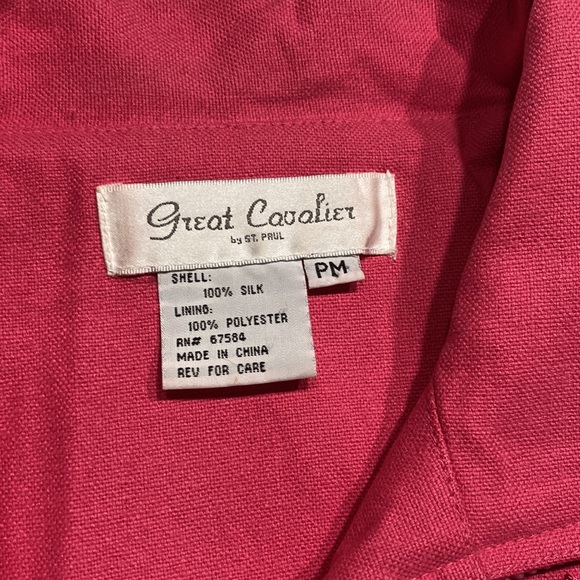 Great Cavalier
by ST. PAUL
PM
SHELL:
100% SILK
LINING:
100% POLYESTER
RN# 67584
MADE IN CHINA
REV FOR CARE